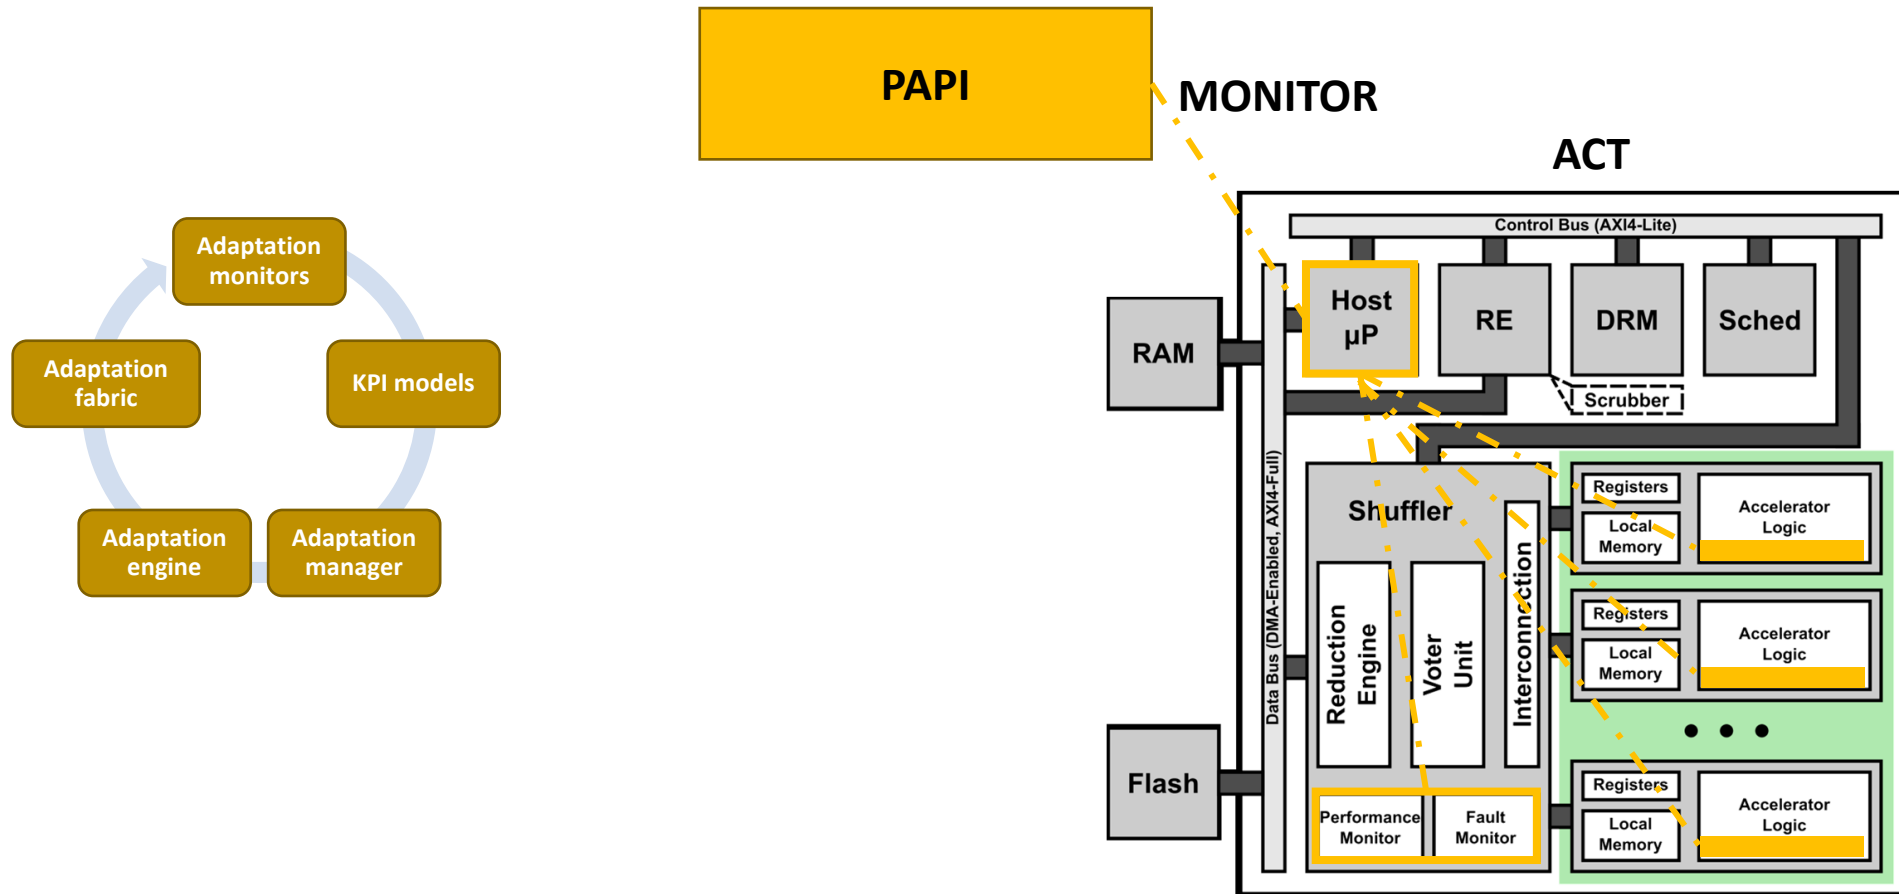 PAPI
MONITOR
ACT
Adaptation
monitors
KPI models
Adaptation
manager
Adaptation
engine
Adaptation
fabric
Control Bus (AXI4-Lite)
Host
µP
RE
DRM
Sched
Scrubber
RAM
Flash
Data Bus (DMA-Enabled, AXI4-Full)
Shuffler
Reduction
Engine
Voter
Unit
Interconnection
Performance
Monitor
Fault
Monitor
Registers
Local
Memory
Accelerator
Logic
Registers
Local
Memory
Accelerator
Logic
Registers
Local
Memory
Accelerator
Logic